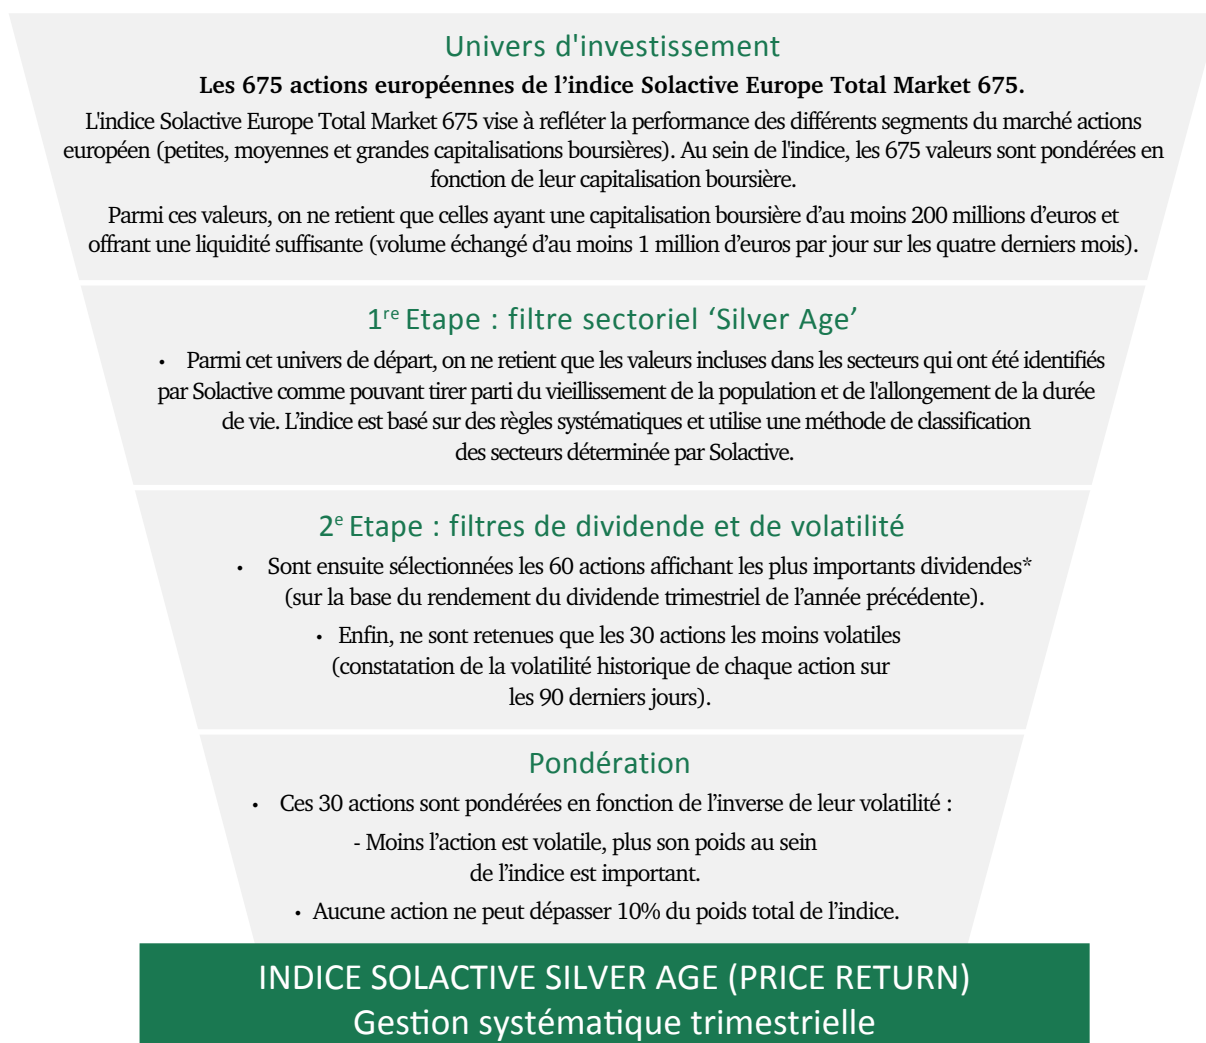 Univers d'investissement
Les 675 actions européennes de l’indice Solactive Europe Total Market 675.
L'indice Solactive Europe Total Market 675 vise à refléter la performance des différents segments du marché actions
européen (petites, moyennes et grandes capitalisations boursières). Au sein de l'indice, les 675 valeurs sont pondérées en
fonction de leur capitalisation boursière.
Parmi ces valeurs, on ne retient que celles ayant une capitalisation boursière d’au moins 200 millions d’euros et
offrant une liquidité suffisante (volume échangé d’au moins 1 million d’euros par jour sur les quatre derniers mois).
1re Etape : filtre sectoriel ‘Silver Age’
• Parmi cet univers de départ, on ne retient que les valeurs incluses dans les secteurs qui ont été identifiés
par Solactive comme pouvant tirer parti du vieillissement de la population et de l'allongement de la durée
de vie. L’indice est basé sur des règles systématiques et utilise une méthode de classification
des secteurs déterminée par Solactive.
2e Etape : filtres de dividende et de volatilité
• Sont ensuite sélectionnées les 60 actions affichant les plus importants dividendes*
(sur la base du rendement du dividende trimestriel de l’année précédente).
• Enfin, ne sont retenues que les 30 actions les moins volatiles
(constatation de la volatilité historique de chaque action sur
les 90 derniers jours).
Pondération
• Ces 30 actions sont pondérées en fonction de l’inverse de leur volatilité :
- Moins l’action est volatile, plus son poids au sein
de l’indice est important.
• Aucune action ne peut dépasser 10% du poids total de l’indice.
INDICE SOLACTIVE SILVER AGE (PRICE RETURN)
Gestion systématique trimestrielle